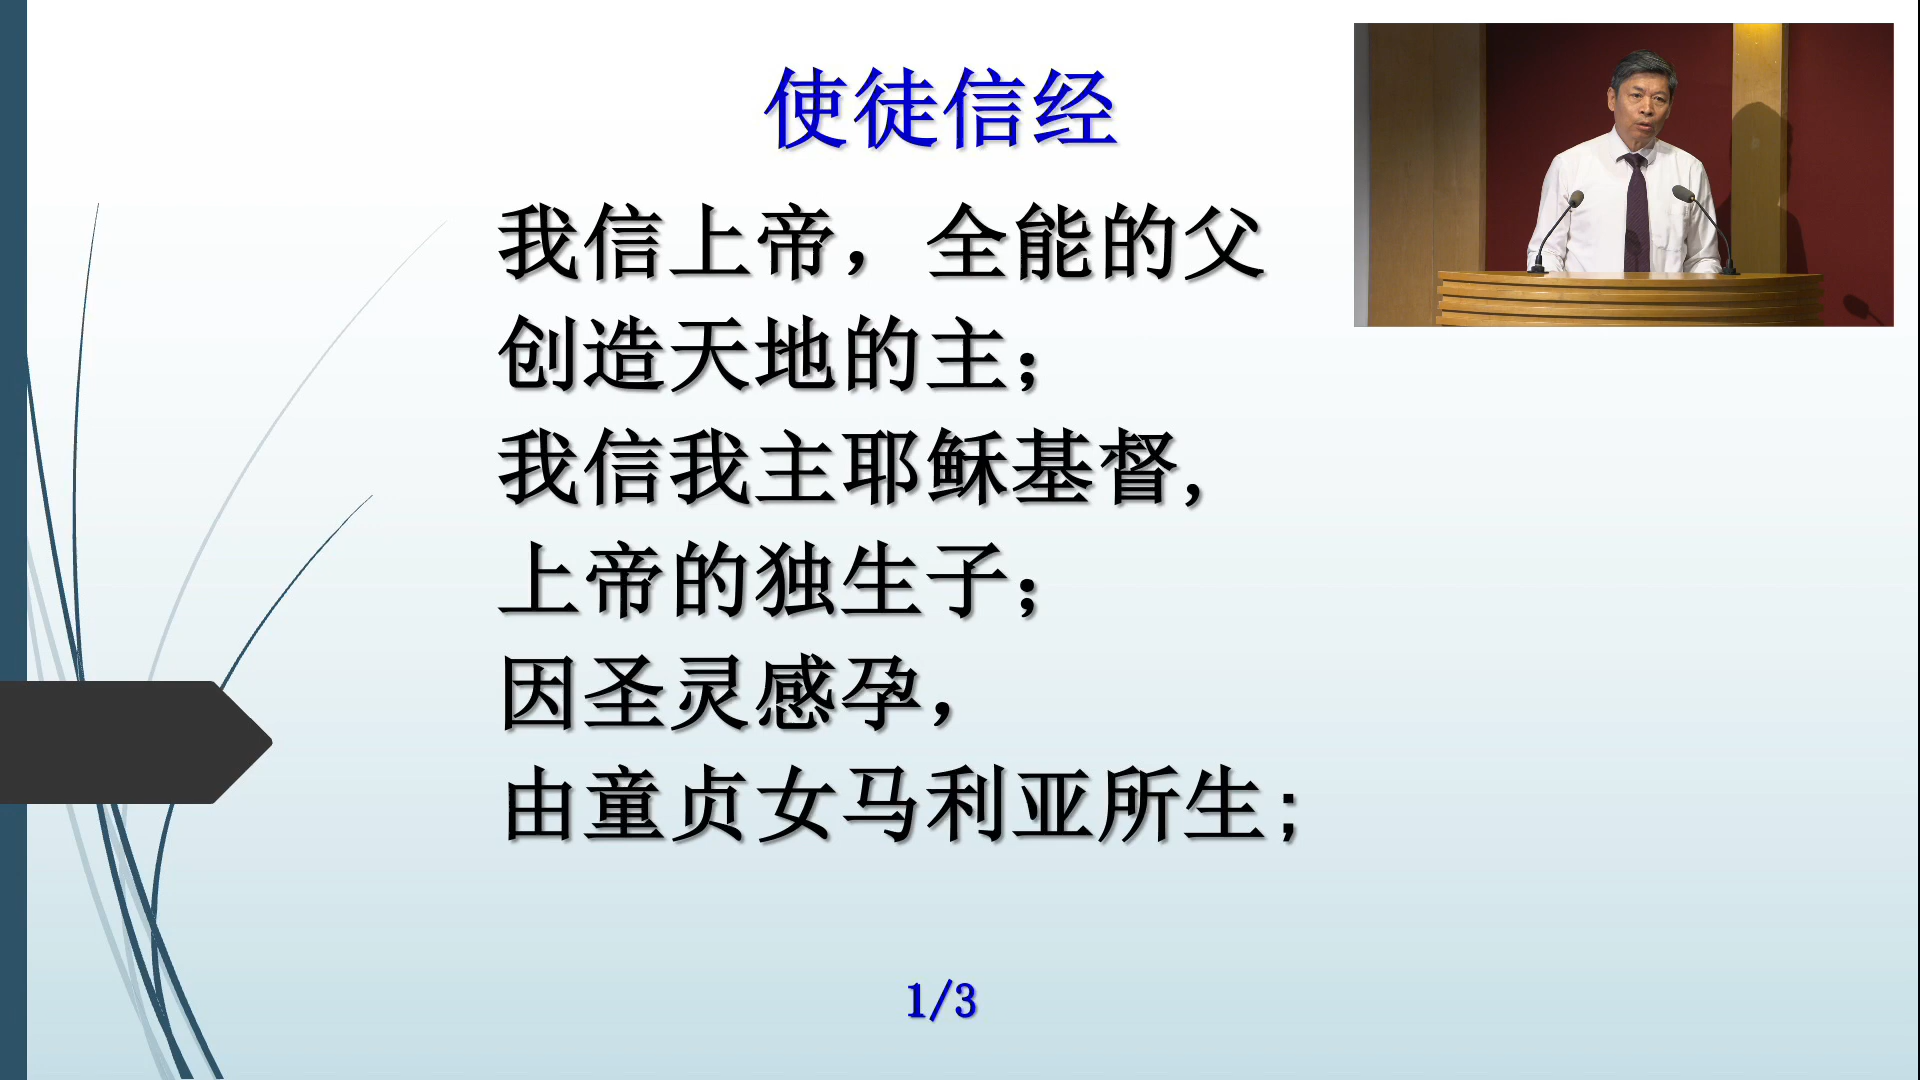 使徒信经
我信上帝，全能的父
创造天地的主；
我信我主耶稣基督,
上帝的独生子；
因圣灵感孕，
由童贞女马利亚所生；
1/3